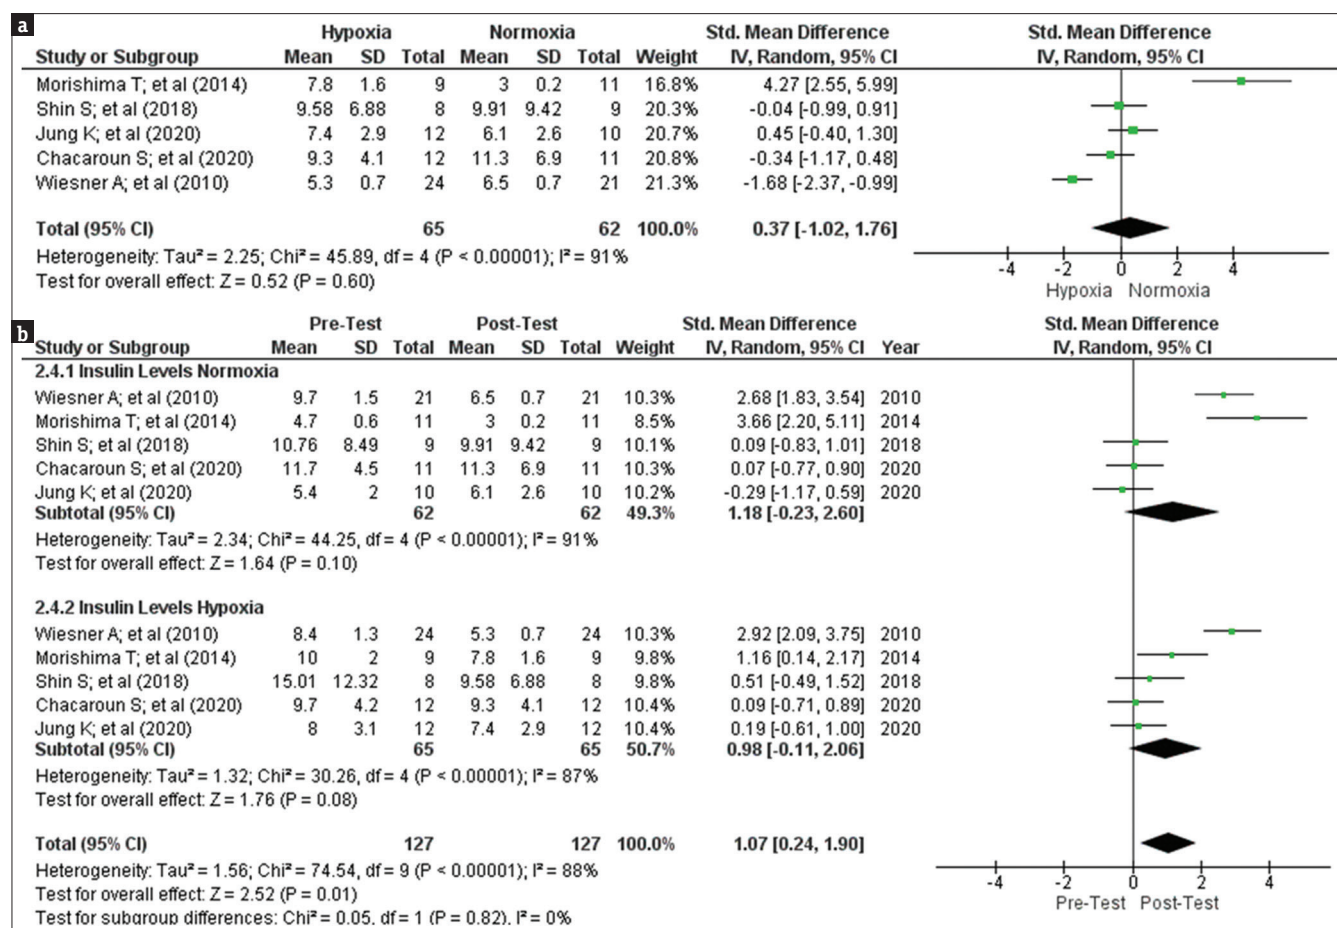 a
Hypoxia Normoxia Std. Mean Difference Std. Mean Difference
Study or Subgroup Mean SD Total Mean SD Total Weight IV, Random, 95% CI IV, Random, 95% CI
Morishima T; et al (2014) 7.8 1.6 9 3 0.2 11 16.8% 4.27 [2.55, 5.99]
Shin S; et al (2018) 9.58 6.88 8 9.91 9.42 9 20.3% -0.04 [-0.99, 0.91]
Jung K; et al (2020) 7.4 2.9 12 6.1 2.6 10 20.7% 0.45 [-0.40, 1.30]
Chacaroun S; et al (2020) 9.3 4.1 12 11.3 6.9 11 20.8% -0.34 [-1.17, 0.48]
Wiesner A; et al (2010) 5.3 0.7 24 6.5 0.7 21 21.3% -1.68 [-2.37, -0.99]
Total (95% CI) 65 62 100.0% 0.37 [-1.02, 1.76]
Heterogeneity: Tau² = 2.25; Chi² = 45.89, df = 4 (P < 0.00001); I² = 91%
Test for overall effect: Z = 0.52 (P = 0.60)
-4 -2 0 2 4
Hypoxia Normoxia
b
Pre-Test Post-Test Std. Mean Difference Std. Mean Difference
Study or Subgroup Mean SD Total Mean SD Total Weight IV, Random, 95% CI Year IV, Random, 95% CI
2.4.1 Insulin Levels Normoxia
Wiesner A; et al (2010) 9.7 1.5 21 6.5 0.7 21 10.3% 2.68 [1.83, 3.54] 2010
Morishima T; et al (2014) 4.7 0.6 11 3 0.2 11 8.5% 3.66 [2.20, 5.11] 2014
Shin S; et al (2018) 10.76 8.49 9 9.91 9.42 9 10.1% 0.09 [-0.83, 1.01] 2018
Chacaroun S; et al (2020) 11.7 4.5 11 11.3 6.9 11 10.3% 0.07 [-0.77, 0.90] 2020
Jung K; et al (2020) 5.4 2 10 6.1 2.6 10 10.2% -0.29 [-1.17, 0.59] 2020
Subtotal (95% CI) 62 62 49.3% 1.18 [-0.23, 2.60]
Heterogeneity: Tau² = 2.34; Chi² = 44.25, df = 4 (P < 0.00001); I² = 91%
Test for overall effect: Z = 1.64 (P = 0.10)
2.4.2 Insulin Levels Hypoxia
Wiesner A; et al (2010) 8.4 1.3 24 5.3 0.7 24 10.3% 2.92 [2.09, 3.75] 2010
Morishima T; et al (2014) 10 2 9 7.8 1.6 9 9.8% 1.16 [0.14, 2.17] 2014
Shin S; et al (2018) 15.01 12.32 8 9.58 6.88 8 9.8% 0.51 [-0.49, 1.52] 2018
Chacaroun S; et al (2020) 9.7 4.2 12 9.3 4.1 12 10.4% 0.09 [-0.71, 0.89] 2020
Jung K; et al (2020) 8 3.1 12 7.4 2.9 12 10.4% 0.19 [-0.61, 1.00] 2020
Subtotal (95% CI) 65 65 50.7% 0.98 [-0.11, 2.06]
Heterogeneity: Tau² = 1.32; Chi² = 30.26, df = 4 (P < 0.00001); I² = 87%
Test for overall effect: Z = 1.76 (P = 0.08)
Total (95% CI) 127 127 100.0% 1.07 [0.24, 1.90]
Heterogeneity: Tau² = 1.56; Chi² = 74.54, df = 9 (P < 0.00001); I² = 88%
Test for overall effect: Z = 2.52 (P = 0.01)
Test for subgroup differences: Chi² = 0.05, df = 1 (P = 0.82), I² = 0%
-4 -2 0 2 4
Pre-Test Post-Test